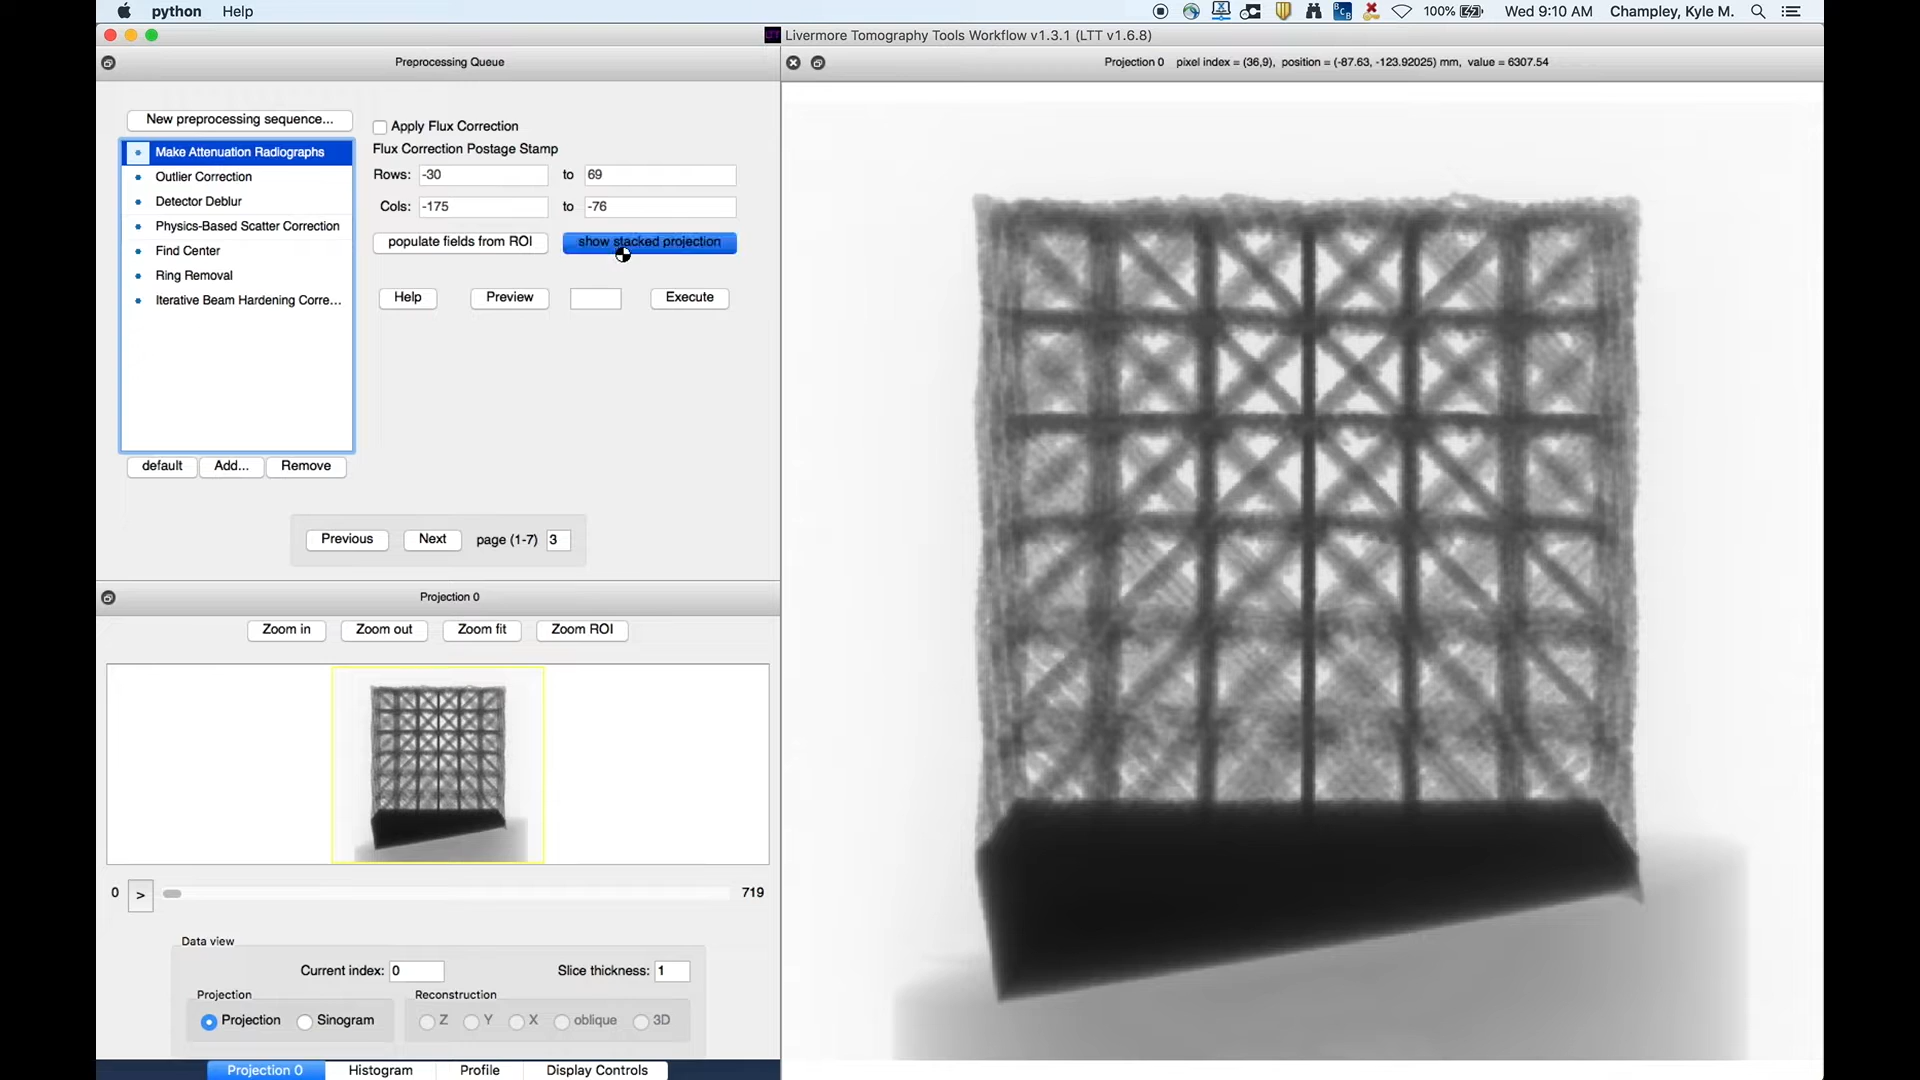 python Help 100% Wed 9:10 AM Champley, Kyle M.
Livermore Tomography Tools Workflow v1.3.1 (LTT v1.6.8)
Preprocessing Queue
Projection 0 pixel index = (36,9), position = (-87.63, -123.92025) mm, value = 6307.54
New preprocessing sequence...
Make Attenuation Radiographs
Outlier Correction
Detector Deblur
Physics-Based Scatter Correction
Find Center
Ring Removal
Iterative Beam Hardening Corre...
default Add... Remove
Apply Flux Correction
Flux Correction Postage Stamp
Rows: -30 to 69
Cols: -175 to -76
populate fields from ROI show stacked projection
Help Preview Execute
Previous Next page (1-7) 3
Projection 0
Zoom in Zoom out Zoom fit Zoom ROI
0 > 719
Data view
Current index: 0 Slice thickness: 1
Projection Reconstruction
Projection Sinogram Z Y X oblique 3D
Projection 0 Histogram Profile Display Controls